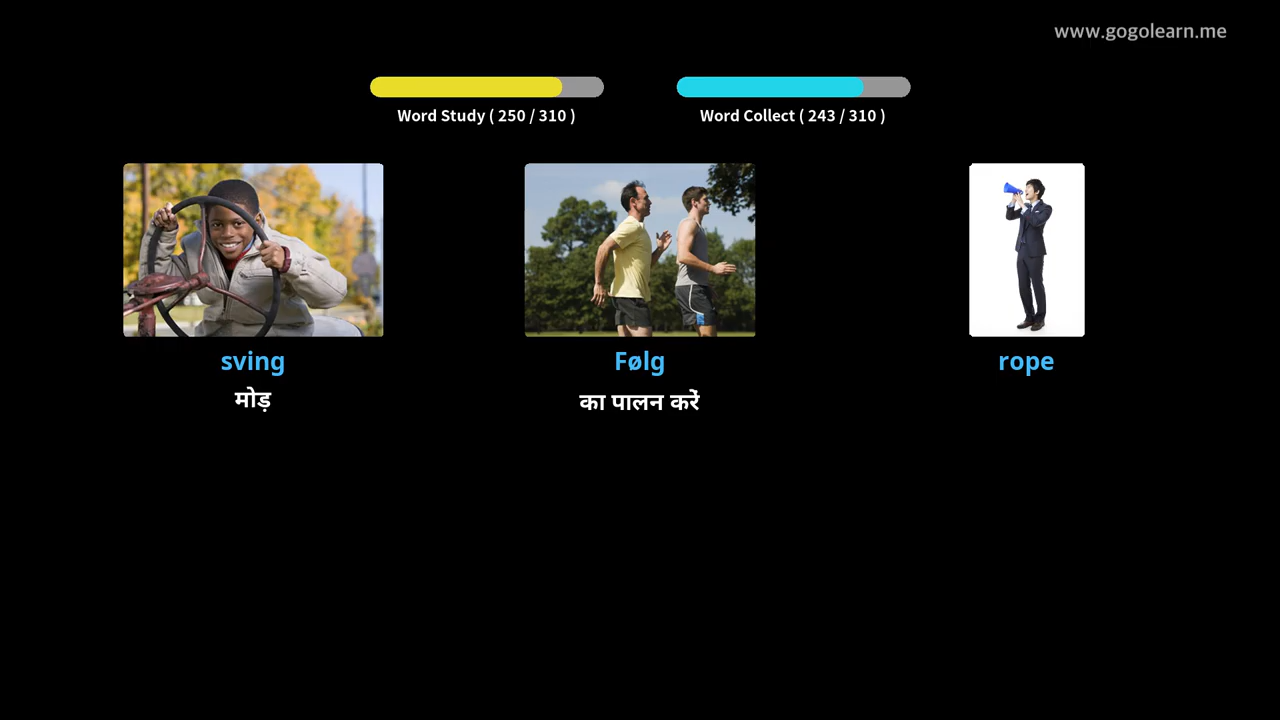 www.gogolearn.me
Word Study ( 250 / 310 )
Word Collect ( 243 / 310 )
sving
मोड़
Følg
का पालन करें
rope